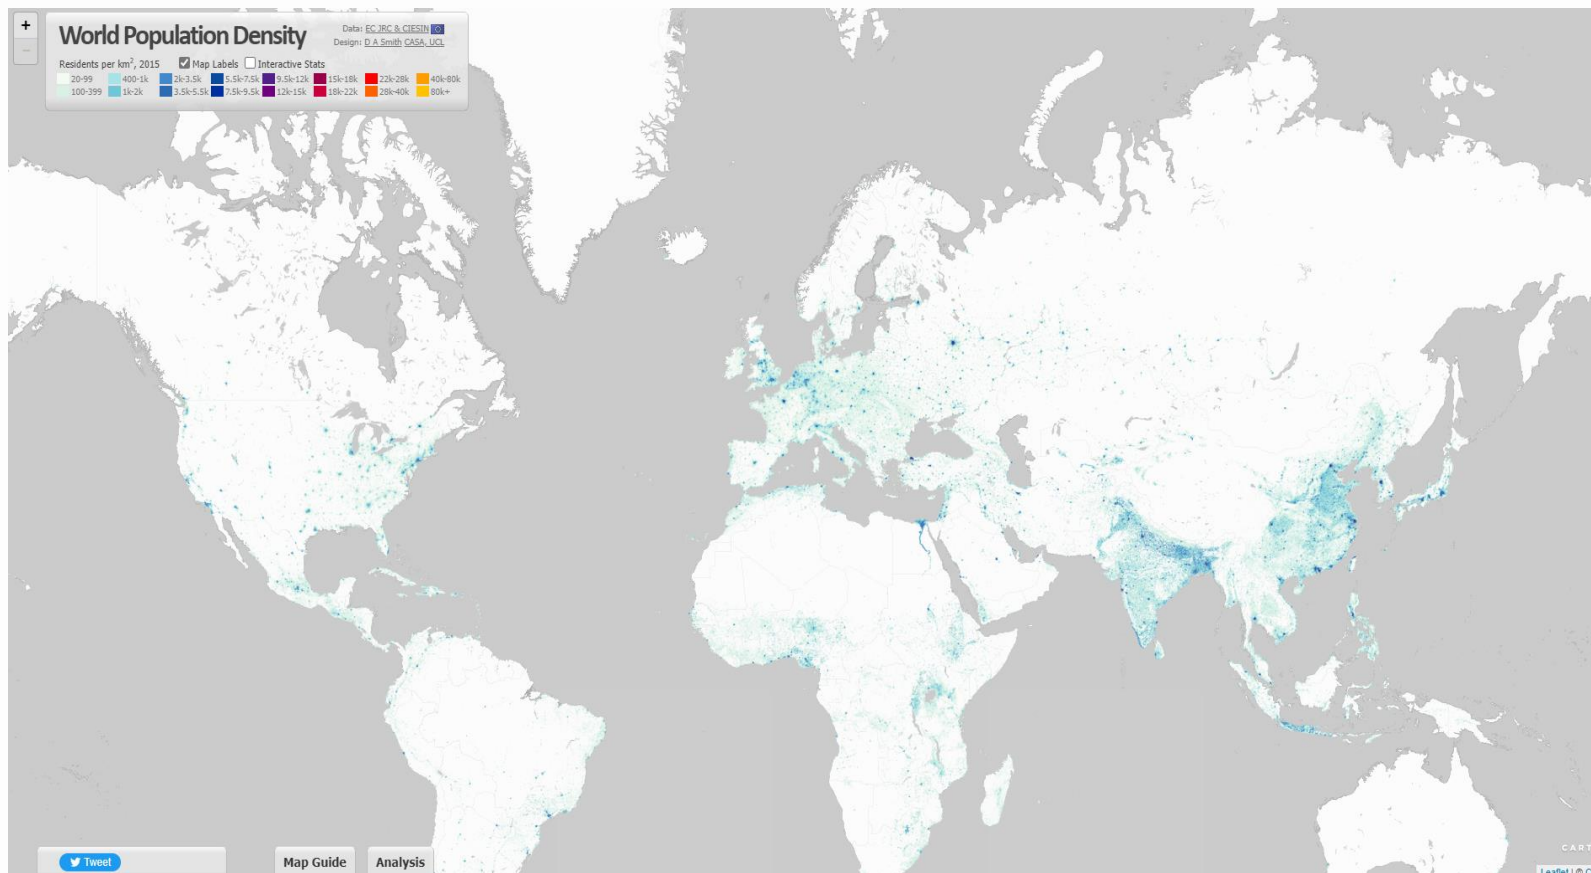 +
−
World Population Density
Data: EC JRC & CIESIN
Design: D A Smith CASA, UCL
Residents per km², 2015 Map Labels Interactive Stats
20-99 400-1k 2k-3.5k 5.5k-7.5k 9.5k-12k 15k-18k 22k-28k 40k-80k
100-399 1k-2k 3.5k-5.5k 7.5k-9.5k 12k-15k 18k-22k 28k-40k 80k+
Tweet
Map Guide
Analysis
CART
Leaflet | © C